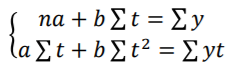 na + b∑t = ∑y
a∑t + b∑t² = ∑yt